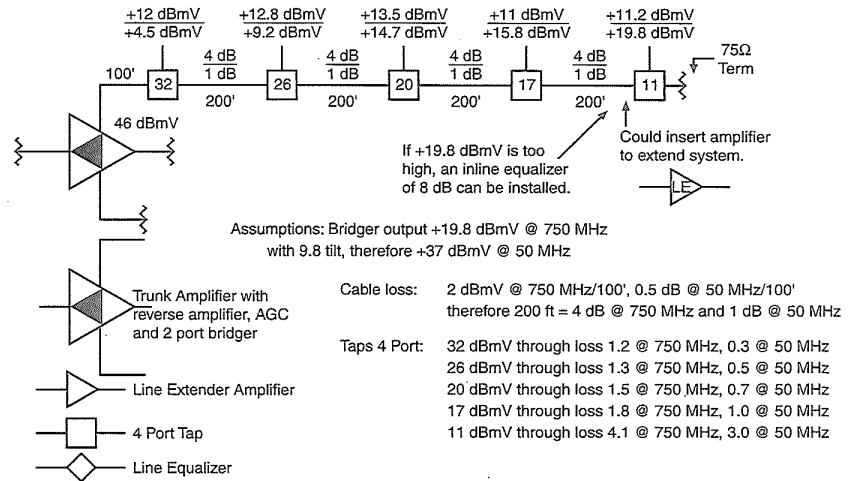 +12 dBmV +12.8 dBmV +13.5 dBmV +11 dBmV +11.2 dBmV
+4.5 dBmV +9.2 dBmV +14.7 dBmV +15.8 dBmV +19.8 dBmV
75Ω
Term
4 dB 4 dB 4 dB 4 dB
1 dB 1 dB 1 dB 1 dB
100'
32 26 20 17 11
200' 200' 200' 200'
46 dBmV
If +19.8 dBmV is too
high, an inline equalizer
of 8 dB can be installed.
Could insert amplifier
to extend system.
LE
Assumptions: Bridger output +19.8 dBmV @ 750 MHz
with 9.8 tilt, therefore +37 dBmV @ 50 MHz
Trunk Amplifier with
reverse amplifier, AGC
and 2 port bridger
Line Extender Amplifier
4 Port Tap
Line Equalizer
Cable loss: 2 dBmV @ 750 MHz/100', 0.5 dB @ 50 MHz/100'
therefore 200 ft = 4 dB @ 750 MHz and 1 dB @ 50 MHz
Taps 4 Port: 32 dBmV through loss 1.2 @ 750 MHz, 0.3 @ 50 MHz
26 dBmV through loss 1.3 @ 750 MHz, 0.5 @ 50 MHz
20 dBmV through loss 1.5 @ 750 MHz, 0.7 @ 50 MHz
17 dBmV through loss 1.8 @ 750 MHz, 1.0 @ 50 MHz
11 dBmV through loss 4.1 @ 750 MHz, 3.0 @ 50 MHz